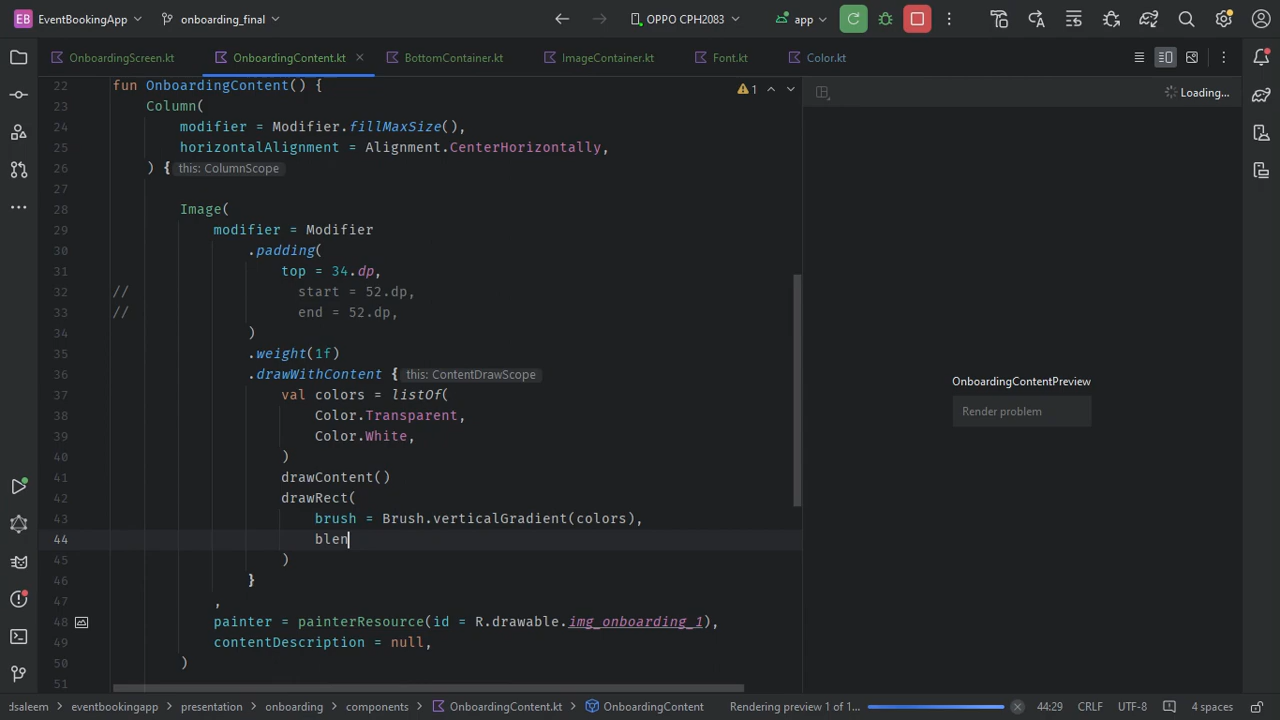 EB EventBookingApp onboarding_final OPPO CPH2083 app
OnboardingScreen.kt OnboardingContent.kt BottomContainer.kt ImageContainer.kt Font.kt Color.kt
22 fun OnboardingContent() { 1 Loading...
23 Column(
24 modifier = Modifier.fillMaxSize(),
25 horizontalAlignment = Alignment.CenterHorizontally,
26 ) { this: ColumnScope
27
28 Image(
29 modifier = Modifier
30 .padding(
31 top = 34.dp,
32 // start = 52.dp,
33 // end = 52.dp,
34 )
35 .weight(1f)
36 .drawWithContent { this: ContentDrawScope
37 val colors = listOf(
38 Color.Transparent,
39 Color.White,
40 )
41 drawContent()
42 drawRect(
43 brush = Brush.verticalGradient(colors),
44 blen
45 )
46 }
47 ,
48 painter = painterResource(id = R.drawable.img_onboarding_1),
49 contentDescription = null,
50 )
51
OnboardingContentPreview
Render problem
dsaleem eventbookingapp presentation onboarding components OnboardingContent.kt OnboardingContent Rendering preview 1 of 1... 44:29 CRLF UTF-8 4 spaces